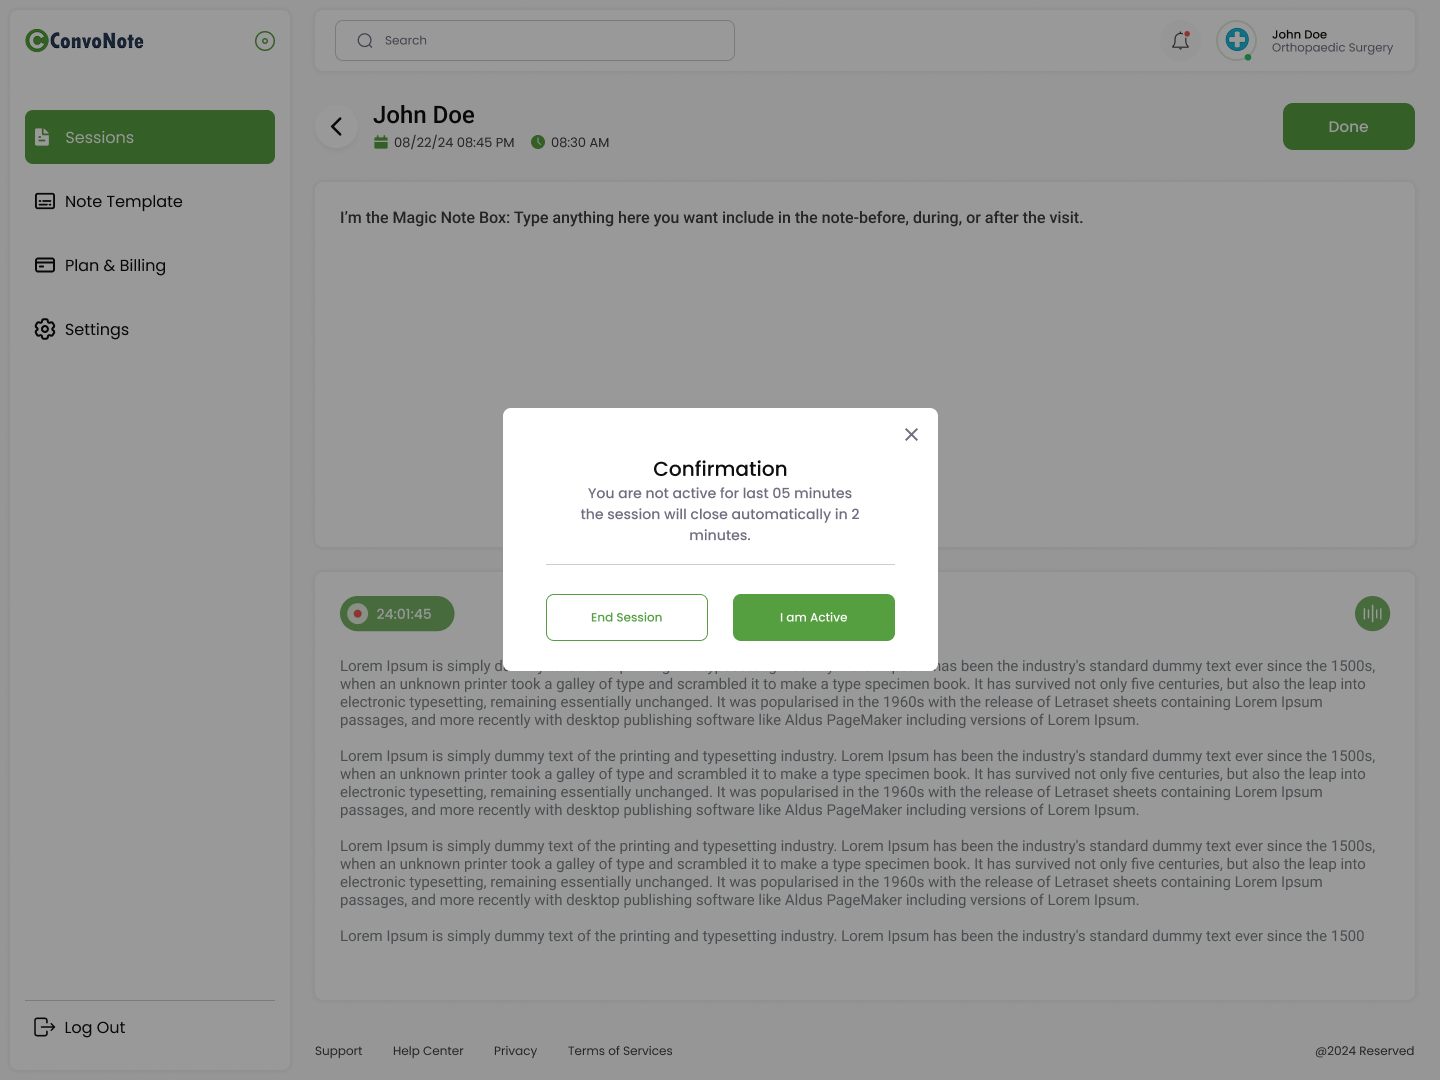 ConvoNote
Search
John Doe
Orthopaedic Surgery
Sessions
Note Template
Plan & Billing
Settings
Log Out
John Doe
08/22/24 08:45 PM
08:30 AM
Done
I'm the Magic Note Box: Type anything here you want include in the note-before, during, or after the visit.
Confirmation
You are not active for last 05 minutes
the session will close automatically in 2
minutes.
End Session
I am Active
24:01:45
Lorem Ipsum is simply has been the industry's standard dummy text ever since the 1500s,
when an unknown printer took a galley of type and scrambled it to make a type specimen book. It has survived not only five centuries, but also the leap into
electronic typesetting, remaining essentially unchanged. It was popularised in the 1960s with the release of Letraset sheets containing Lorem Ipsum
passages, and more recently with desktop publishing software like Aldus PageMaker including versions of Lorem Ipsum.
Lorem Ipsum is simply dummy text of the printing and typesetting industry. Lorem Ipsum has been the industry's standard dummy text ever since the 1500s,
when an unknown printer took a galley of type and scrambled it to make a type specimen book. It has survived not only five centuries, but also the leap into
electronic typesetting, remaining essentially unchanged. It was popularised in the 1960s with the release of Letraset sheets containing Lorem Ipsum
passages, and more recently with desktop publishing software like Aldus PageMaker including versions of Lorem Ipsum.
Lorem Ipsum is simply dummy text of the printing and typesetting industry. Lorem Ipsum has been the industry's standard dummy text ever since the 1500s,
when an unknown printer took a galley of type and scrambled it to make a type specimen book. It has survived not only five centuries, but also the leap into
electronic typesetting, remaining essentially unchanged. It was popularised in the 1960s with the release of Letraset sheets containing Lorem Ipsum
passages, and more recently with desktop publishing software like Aldus PageMaker including versions of Lorem Ipsum.
Lorem Ipsum is simply dummy text of the printing and typesetting industry. Lorem Ipsum has been the industry's standard dummy text ever since the 1500
Support
Help Center
Privacy
Terms of Services
@2024 Reserved